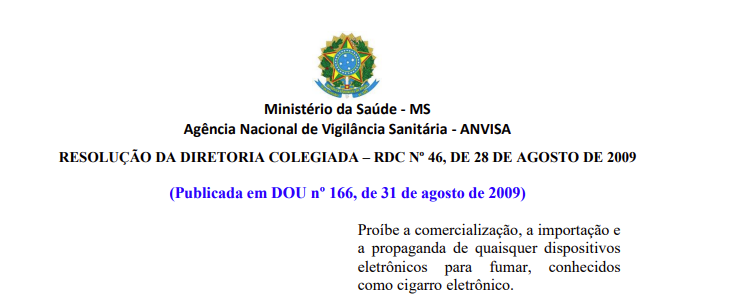 Ministério da Saúde - MS
Agência Nacional de Vigilância Sanitária - ANVISA
RESOLUÇÃO DA DIRETORIA COLEGIADA – RDC Nº 46, DE 28 DE AGOSTO DE 2009
(Publicada em DOU nº 166, de 31 de agosto de 2009)
Proíbe a comercialização, a importação e
a propaganda de quaisquer dispositivos
eletrônicos para fumar, conhecidos
como cigarro eletrônico.